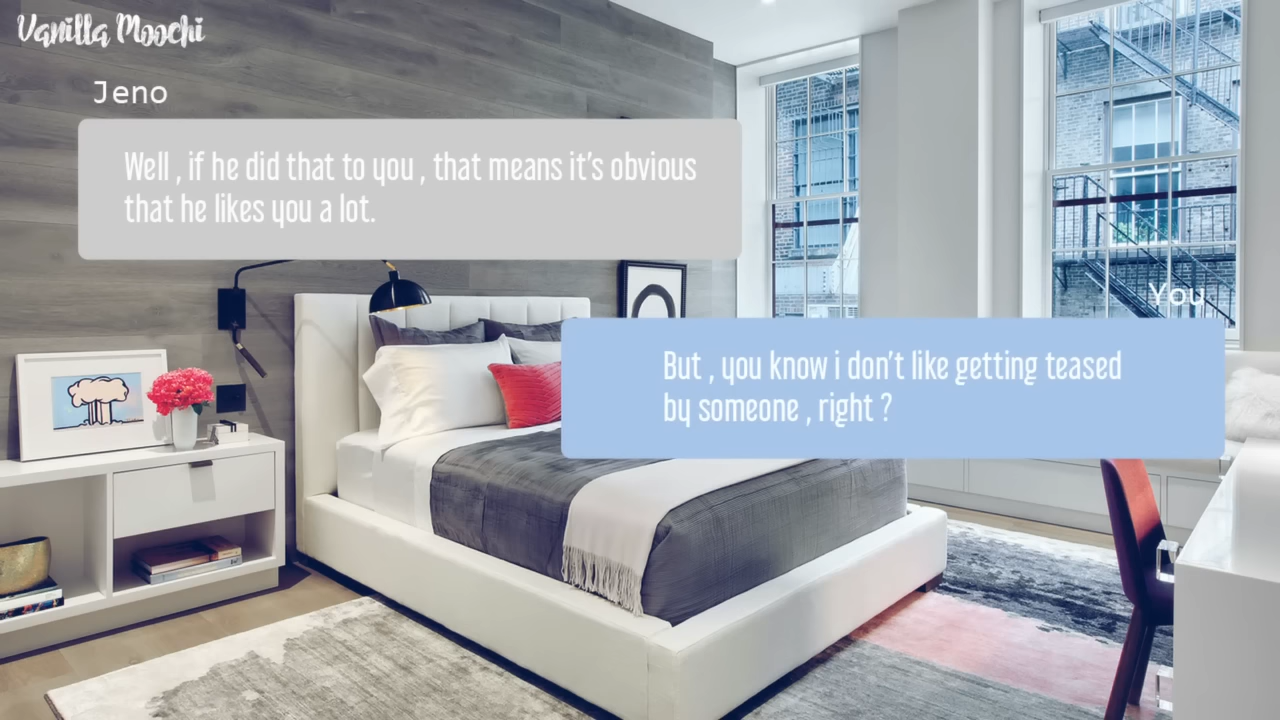 Vanilla Moochi
Jeno
Well , if he did that to you , that means it's obvious
that he likes you a lot.
You
But , you know i don't like getting teased
by someone , right ?